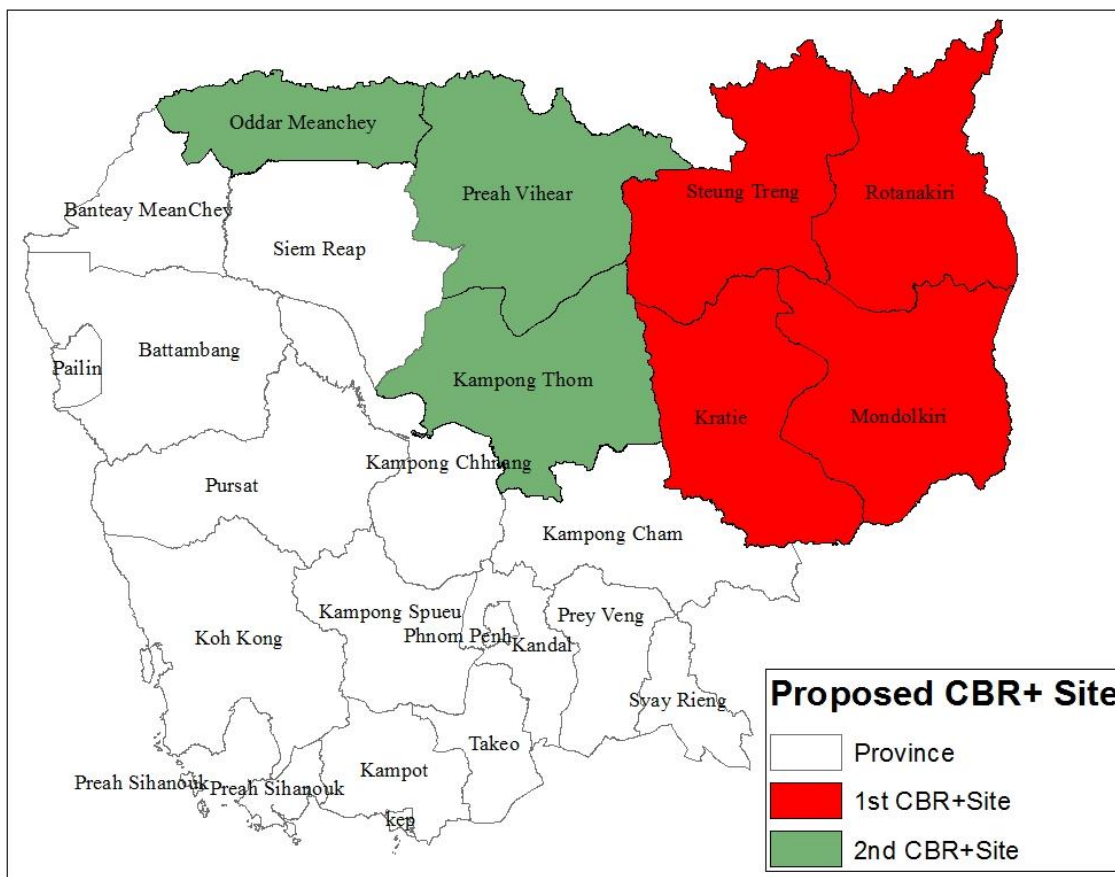 Oddar Meanchey
Preah Vihear
Steung Treng
Rotanakiri
Banteay MeanChey
Siem Reap
Battambang
Pailin
Kampong Thom
Kratie
Mondolkiri
Kampong Chhnang
Pursat
Kampong Cham
Kampong Spueu
Prey Veng
Koh Kong
Phnom Penh
Kandal
Svay Rieng
Takeo
Kampot
Preah Sihanouk
Preah Sihanouk
kep
Proposed CBR+ Site
Province
1st CBR+Site
2nd CBR+Site